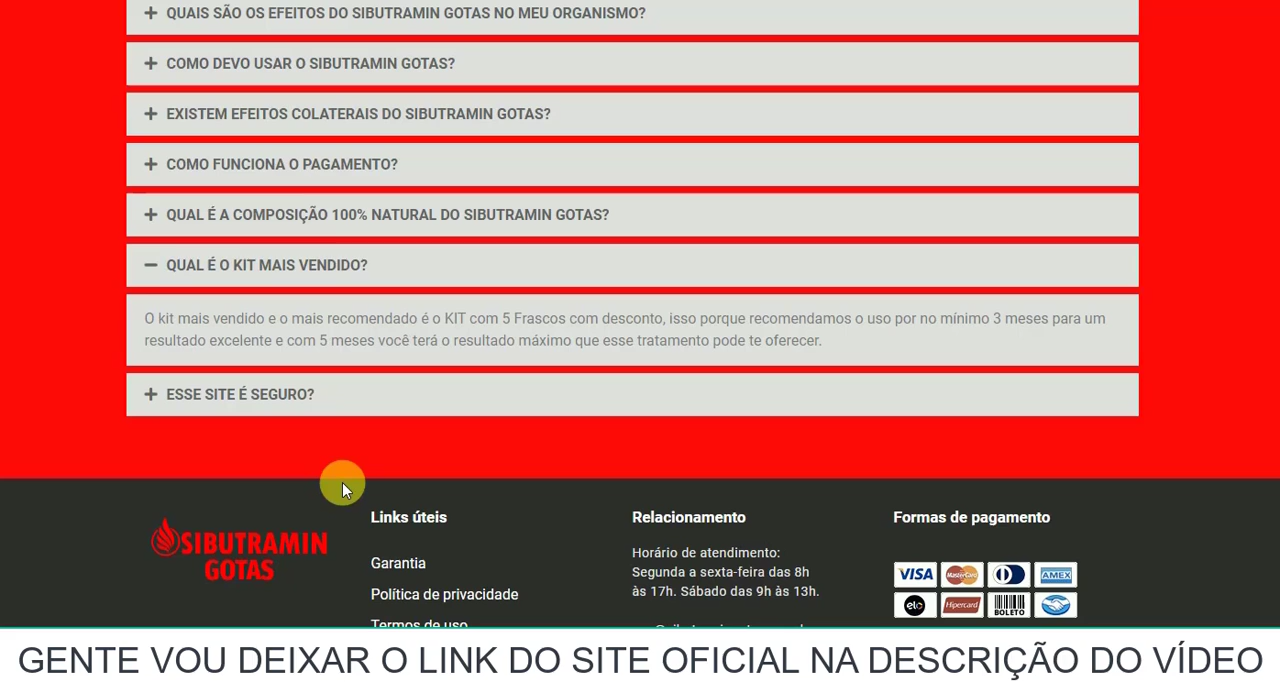 QUAIS SÃO OS EFEITOS DO SIBUTRAMIN GOTAS NO MEU ORGANISMO?
COMO DEVO USAR O SIBUTRAMIN GOTAS?
EXISTEM EFEITOS COLATERAIS DO SIBUTRAMIN GOTAS?
COMO FUNCIONA O PAGAMENTO?
QUAL É A COMPOSIÇÃO 100% NATURAL DO SIBUTRAMIN GOTAS?
QUAL É O KIT MAIS VENDIDO?
O kit mais vendido e o mais recomendado é o KIT com 5 Frascos com desconto, isso porque recomendamos o uso por no mínimo 3 meses para um
resultado excelente e com 5 meses você terá o resultado máximo que esse tratamento pode te oferecer.
ESSE SITE É SEGURO?
SIBUTRAMIN
GOTAS
Links úteis
Garantia
Política de privacidade
Termos de uso
Relacionamento
Horário de atendimento:
Segunda a sexta-feira das 8h
às 17h. Sábado das 9h às 13h.
Formas de pagamento
VISA MasterCard AMEX
elo Hipercard BOLETO
GENTE VOU DEIXAR O LINK DO SITE OFICIAL NA DESCRIÇÃO DO VÍDEO